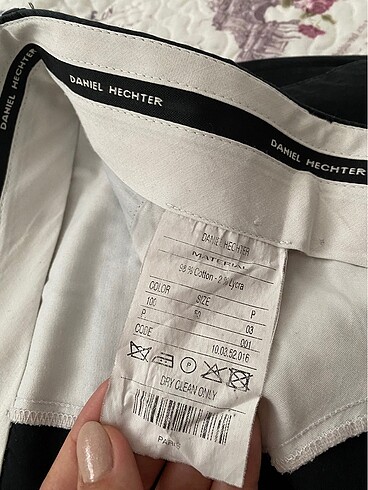 DANIEL HECHTER
DANIEL HECHTER
DANIEL HECHTER
DANIEL HECHTER
MATERIAL
98 % Cotton - 2 % Lycra
COLOR SIZE P
100 50 03
P 001
CODE 10.03.52.016
P
DRY CLEAN ONLY
PARIS